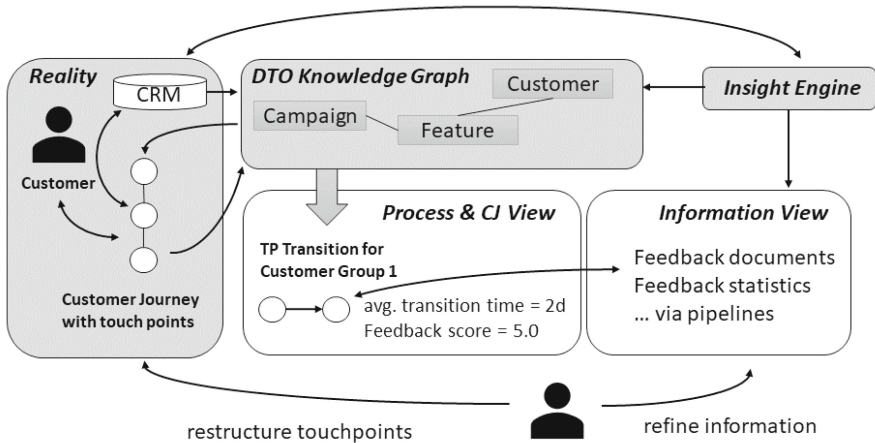 Reality
CRM
Customer
Customer Journey
with touch points
DTO Knowledge Graph
Customer
Campaign
Feature
Insight Engine
Process & CJ View
TP Transition for
Customer Group 1
avg. transition time = 2d
Feedback score = 5.0
Information View
Feedback documents
Feedback statistics
... via pipelines
restructure touchpoints
refine information